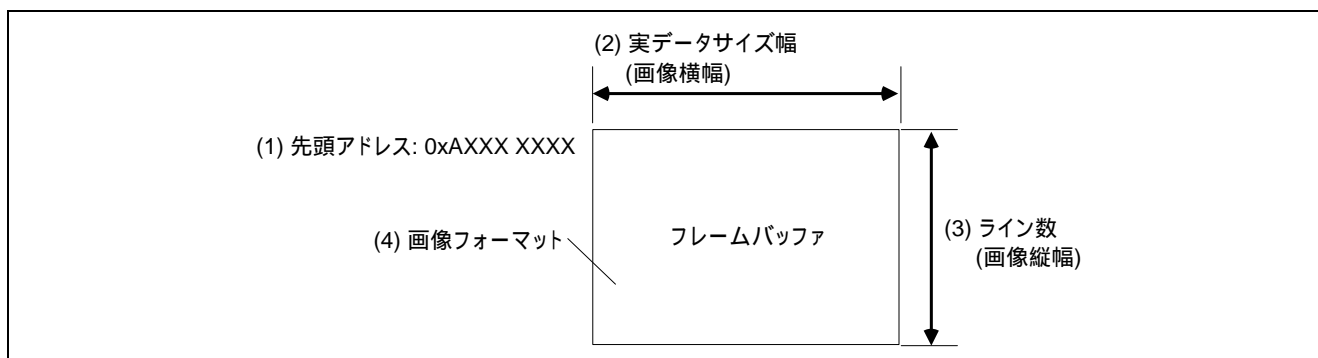 (2) 実データサイズ幅
(画像横幅)
(1) 先頭アドレス: 0xAXXX XXXX
(4) 画像フォーマット
フレームバッファ
(3) ライン数
(画像縦幅)